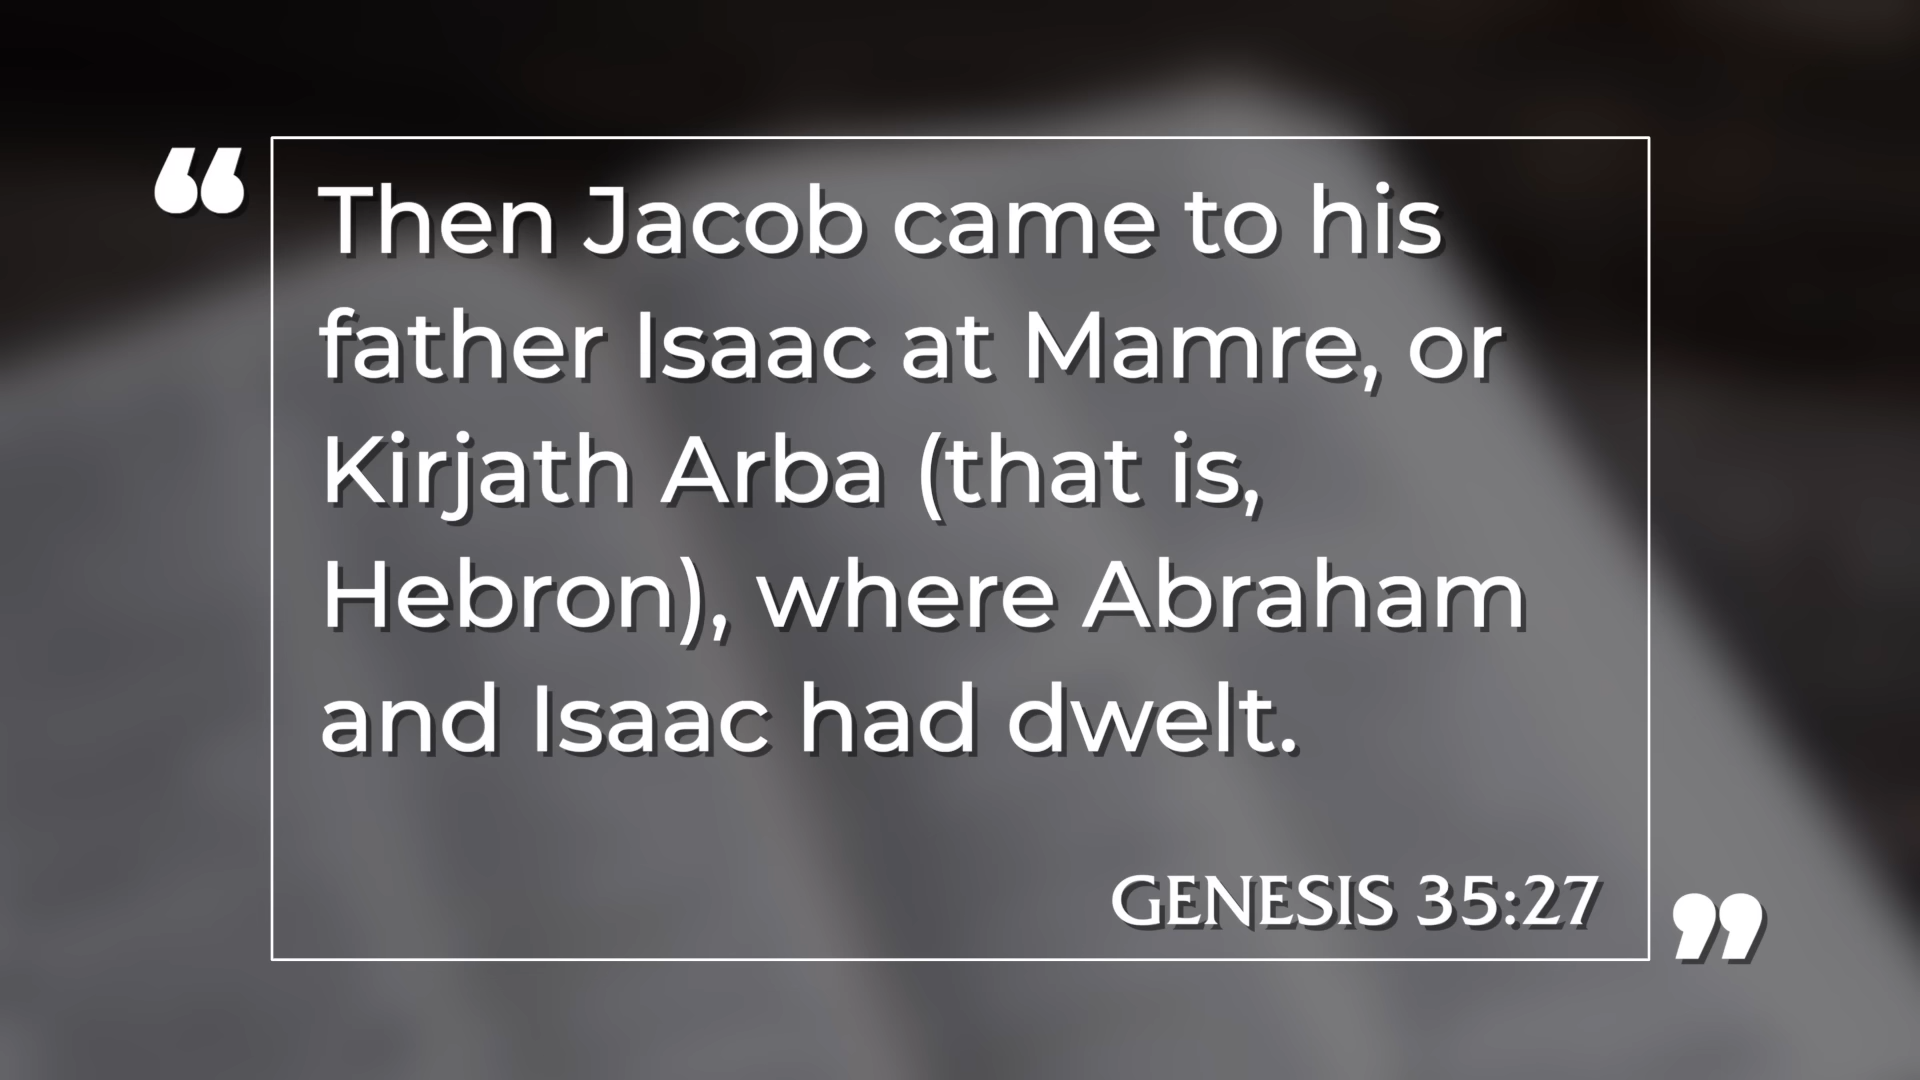 “
Then Jacob came to his
father Isaac at Mamre, or
Kirjath Arba (that is,
Hebron), where Abraham
and Isaac had dwelt.
GENESIS 35:27
”